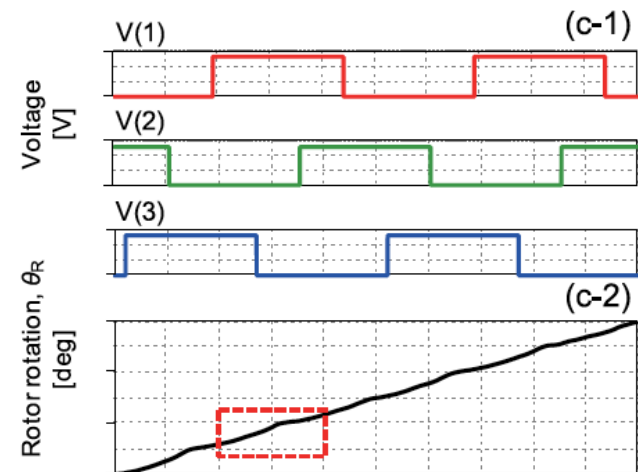 V(1)
(c-1)
Voltage
[V]
V(2)
V(3)
(c-2)
Rotor rotation, θR
[deg]